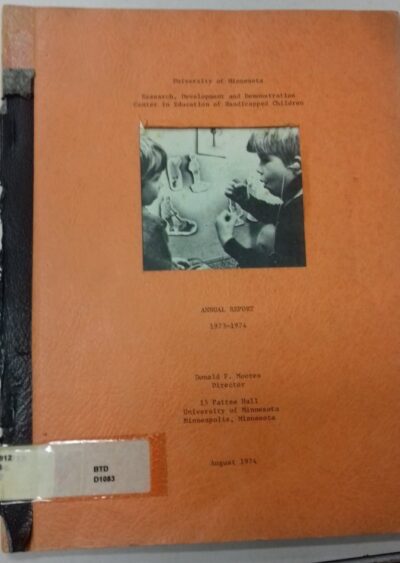 University of Minnesota
Research, Development and Demonstration
Center in Education of Handicapped Children
ANNUAL REPORT
1973-1974
Donald F. Moores
Director
13 Pattee Hall
University of Minnesota
Minneapolis, Minnesota
August 1974
912
BTD
D1083